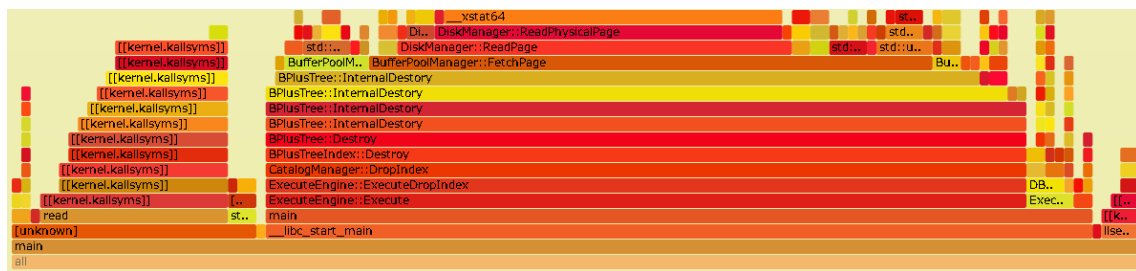 __xstat64 st..
Di.. DiskManager::ReadPhysicalPage std..
[[kernel.kallsyms]] std::.. DiskManager::ReadPage std:.. std::u..
[[kernel.kallsyms]] BufferPoolM.. BufferPoolManager::FetchPage Bu..
[[kernel.kallsyms]] BPlusTree::InternalDestory
[[kernel.kallsyms]] BPlusTree::InternalDestory
[[kernel.kallsyms]] BPlusTree::InternalDestory
[[kernel.kallsyms]] BPlusTree::InternalDestory
[[kernel.kallsyms]] BPlusTree::Destroy
[[kernel.kallsyms]] BPlusTreeIndex::Destroy
[[kernel.kallsyms]] CatalogManager::DropIndex
[[kernel.kallsyms]] ExecuteEngine::ExecuteDropIndex DB..
[[kernel.kallsyms]] [.. ExecuteEngine::Execute Exec.. [[..
read st.. main [[k..
[unknown] __libc_start_main llse..
main
all